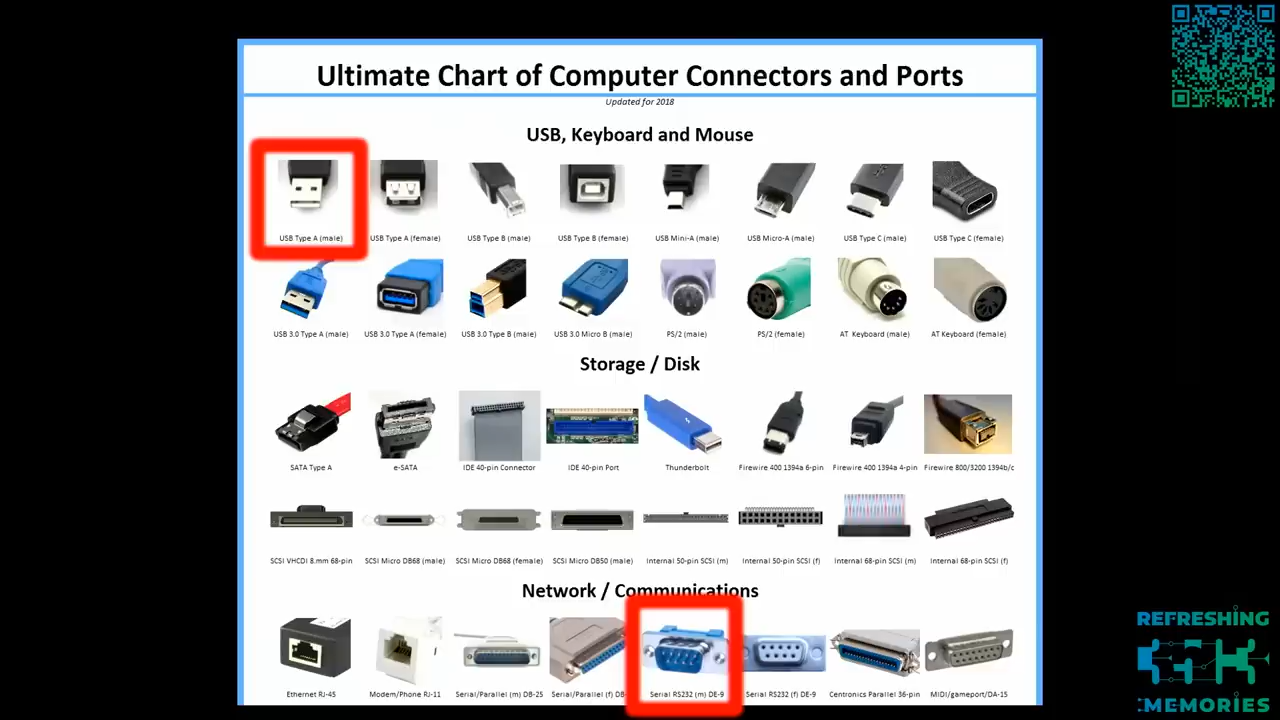 Ultimate Chart of Computer Connectors and Ports
Updated for 2018
USB, Keyboard and Mouse
USB Type A (male) USB Type A (female) USB Type B (male) USB Type B (female) USB Mini-A (male) USB Micro-A (male) USB Type C (male) USB Type C (female)
USB 3.0 Type A (male) USB 3.0 Type A (female) USB 3.0 Type B (male) USB 3.0 Micro B (male) PS/2 (male) PS/2 (female) AT Keyboard (male) AT Keyboard (female)
Storage / Disk
SATA Type A e-SATA IDE 40-pin Connector IDE 40-pin Port Thunderbolt Firewire 400 1394a 6-pin Firewire 400 1394a 4-pin Firewire 800/3200 1394b/c
SCSI VHCDI 8.mm 68-pin SCSI Micro DB68 (male) SCSI Micro DB68 (female) SCSI Micro DB50 (male) Internal 50-pin SCSI (m) Internal 50-pin SCSI (f) Internal 68-pin SCSI (m) Internal 68-pin SCSI (f)
Network / Communications
Ethernet RJ-45 Modem/Phone RJ-11 Serial/Parallel (m) DB-25 Serial/Parallel (f) DB Serial RS232 (m) DE-9 Serial RS232 (f) DE-9 Centronics Parallel 36-pin MIDI/gameport/DA-15
REFRESHING
MEMORIES